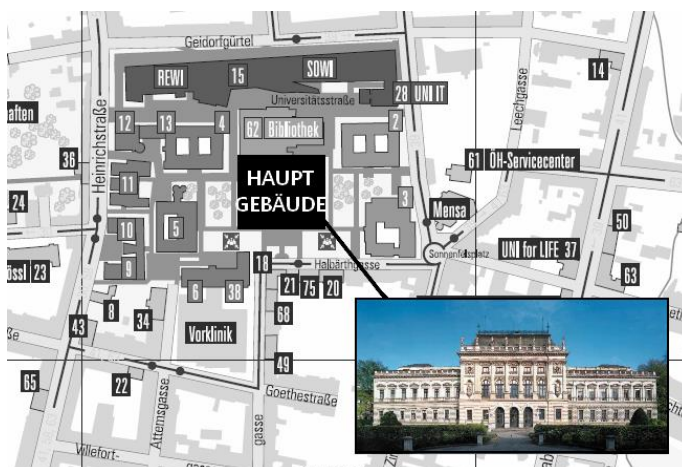 Geidorfgürtel
REWI
15
SOWI
14
Universitätsstraße
28 UNI IT
Leechgasse
aften
Heinrichstraße
12
13
4
62 Bibliothek
2
36
61 ÖH-Servicecenter
11
HAUPT
GEBÄUDE
3
24
Mensa
50
10
5
UNI for LIFE 37
Sonnenfelsplatz
össl 23
9
18
Halbärthgasse
63
6
38
21
75
20
8
43
34
68
Vorklinik
49
65
22
Goethestraße
Attemsgasse
gasse
Villefort-
gasse